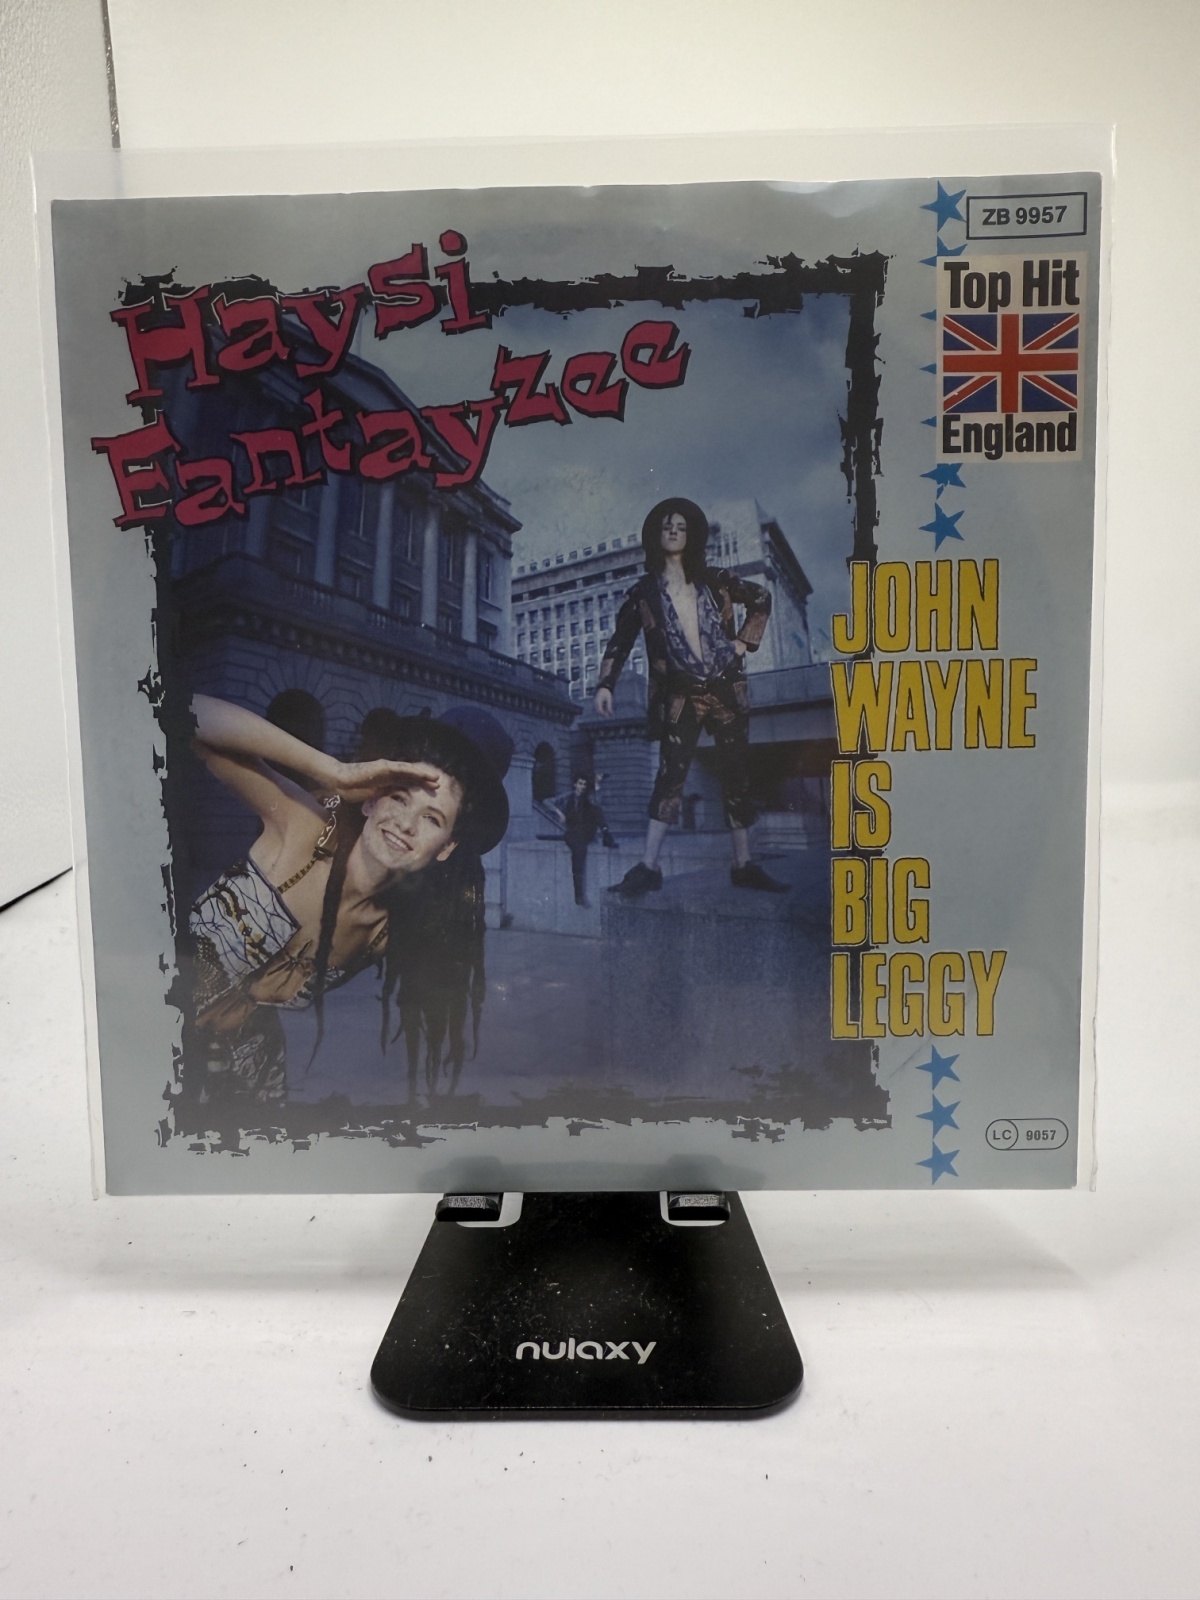 Haysi
Fantayzee
ZB 9957
Top Hit
England
JOHN
WAYNE
IS
BIG
LEGGY
LC 9057
nulaxy